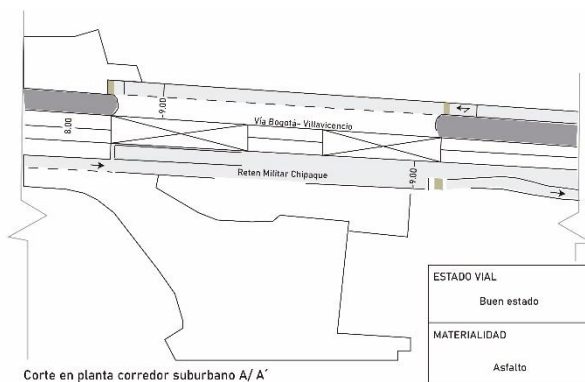 9.00
Vía Bogotá- Villavicencio
8.00
Reten Militar Chipaque
9.00
ESTADO VIAL
Buen estado
MATERIALIDAD
Asfalto
Corte en planta corredor suburbano A/ A´